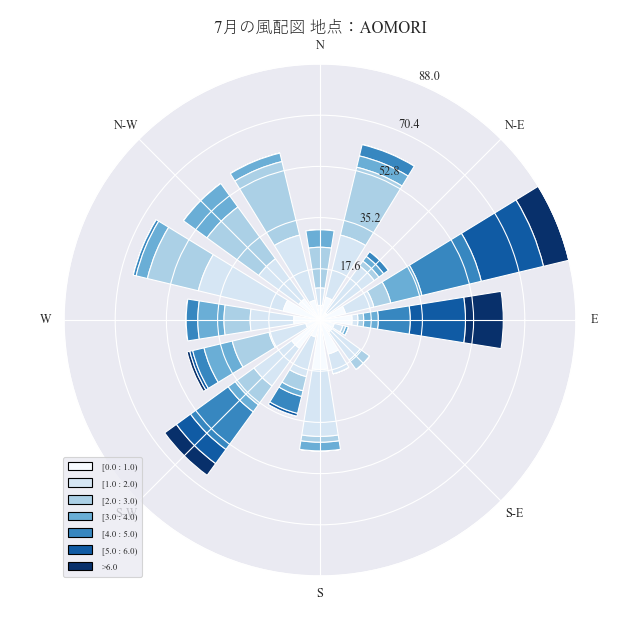 7月の風配図 地点：AOMORI
N
88.0
N-W
70.4
N-E
52.8
35.2
17.6
W
E
S-W
S-E
S
[0.0 : 1.0)
[1.0 : 2.0)
[2.0 : 3.0)
[3.0 : 4.0)
[4.0 : 5.0)
[5.0 : 6.0)
>6.0